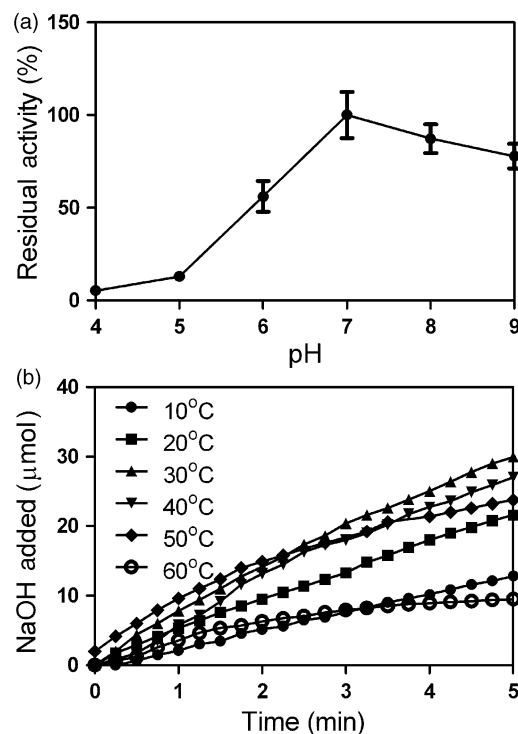 (a)
150
100
50
0
Residual activity (%)
4 5 6 7 8 9
pH
(b)
40
30
20
10
0
NaOH added (μmol)
10°C
20°C
30°C
40°C
50°C
60°C
0 1 2 3 4 5
Time (min)